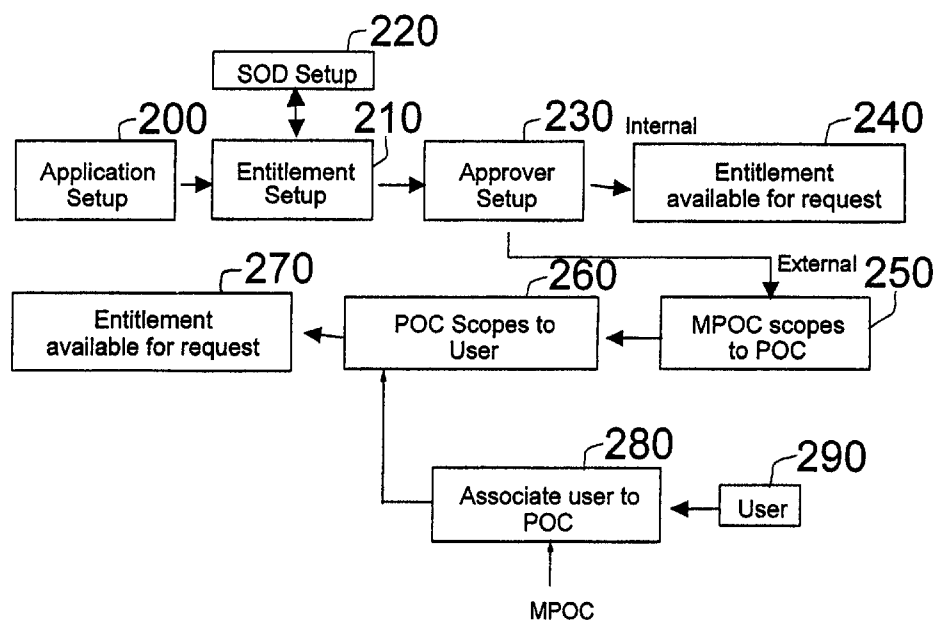 220
SOD Setup
200
Application
Setup
210
Entitlement
Setup
230
Approver
Setup
Internal
240
Entitlement
available for request
External
250
MPOC scopes
to POC
260
POC Scopes to
User
270
Entitlement
available for request
280
Associate user to
POC
290
User
MPOC